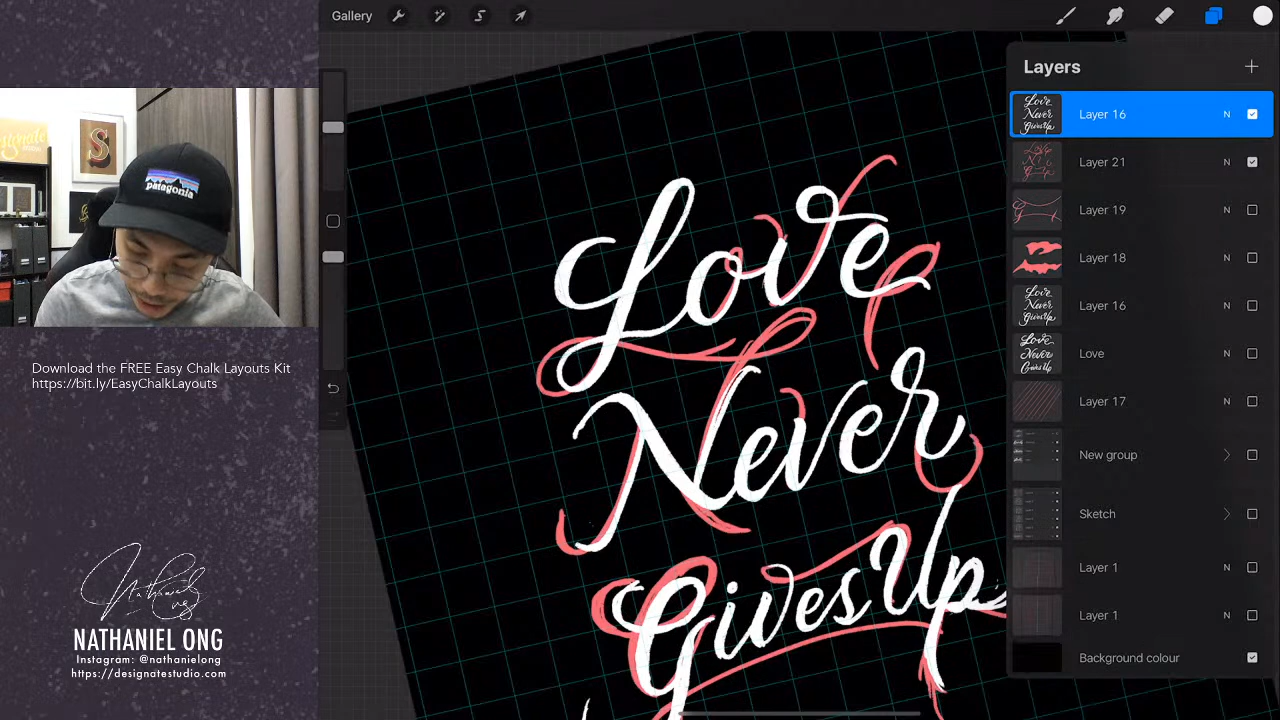 Gallery
Layers
Layer 16 N
Layer 21 N
Layer 19 N
Layer 18 N
Layer 16 N
Love N
Layer 17 N
New group
Sketch
Layer 1 N
Layer 1 N
Background colour
Love
Never
Gives Up
patagonia
S
Download the FREE Easy Chalk Layouts Kit
https://bit.ly/EasyChalkLayouts
NATHANIEL ONG
Instagram: @nathanielong
https://designatestudio.com